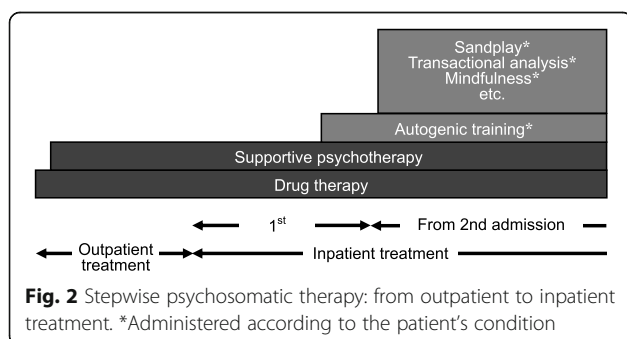 Sandplay*
Transactional analysis*
Mindfulness*
etc.
Autogenic training*
Supportive psychotherapy
Drug therapy
1st
From 2nd admission
Outpatient
treatment
Inpatient treatment
Fig. 2 Stepwise psychosomatic therapy: from outpatient to inpatient
treatment. *Administered according to the patient’s condition